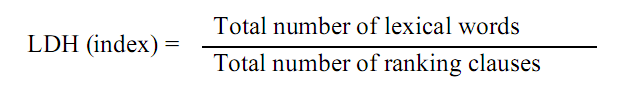 LDH (index) = 
Total number of lexical words
Total number of ranking clauses